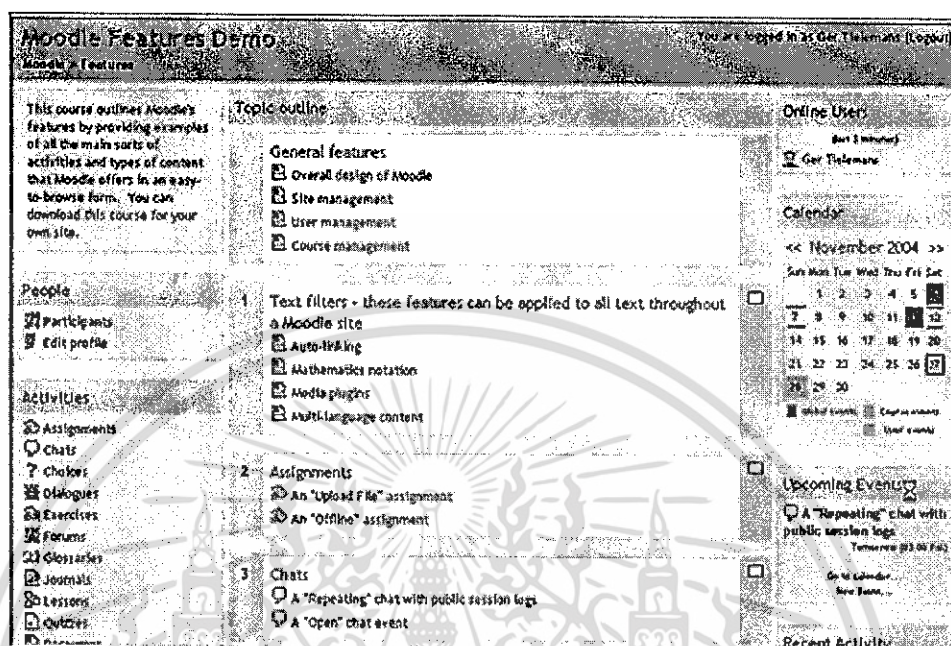 Moodle Features Demo
You are logged in as Ger Tielemans (Logout)
Moodle » Features
This course outlines Moodle's
features by providing examples
of all the main sorts of
activities and types of content
that Moodle offers in an easy-
to-browse form. You can
download this course for your
own site.
People
Participants
Edit profile
Activities
Assignments
Chats
Choices
Dialogues
Exercises
Forums
Glossaries
Journals
Lessons
Quizzes
Topic outline
General features
Overall design of Moodle
Site management
User management
Course management
1 Text filters - these features can be applied to all text throughout
a Moodle site
Auto-linking
Mathematics notation
Media plugins
Multi-language content
2 Assignments
An "Upload File" assignment
An "Offline" assignment
3 Chats
A "Repeating" chat with public session logs
A "Open" chat event
Online Users
Ger Tielemans
Calendar
<< November 2004 >>
Sun Mon Tue Wed Thu Fri Sat
1 2 3 4 5
7 8 9 10 11 12
14 15 16 17 18 19 20
21 22 23 24 25 26 27
28 29 30
Global events Course events
User events
Upcoming Events
A "Repeating" chat with
public session logs
Tomorrow
Go to calendar...
New Event...
Recent Activity